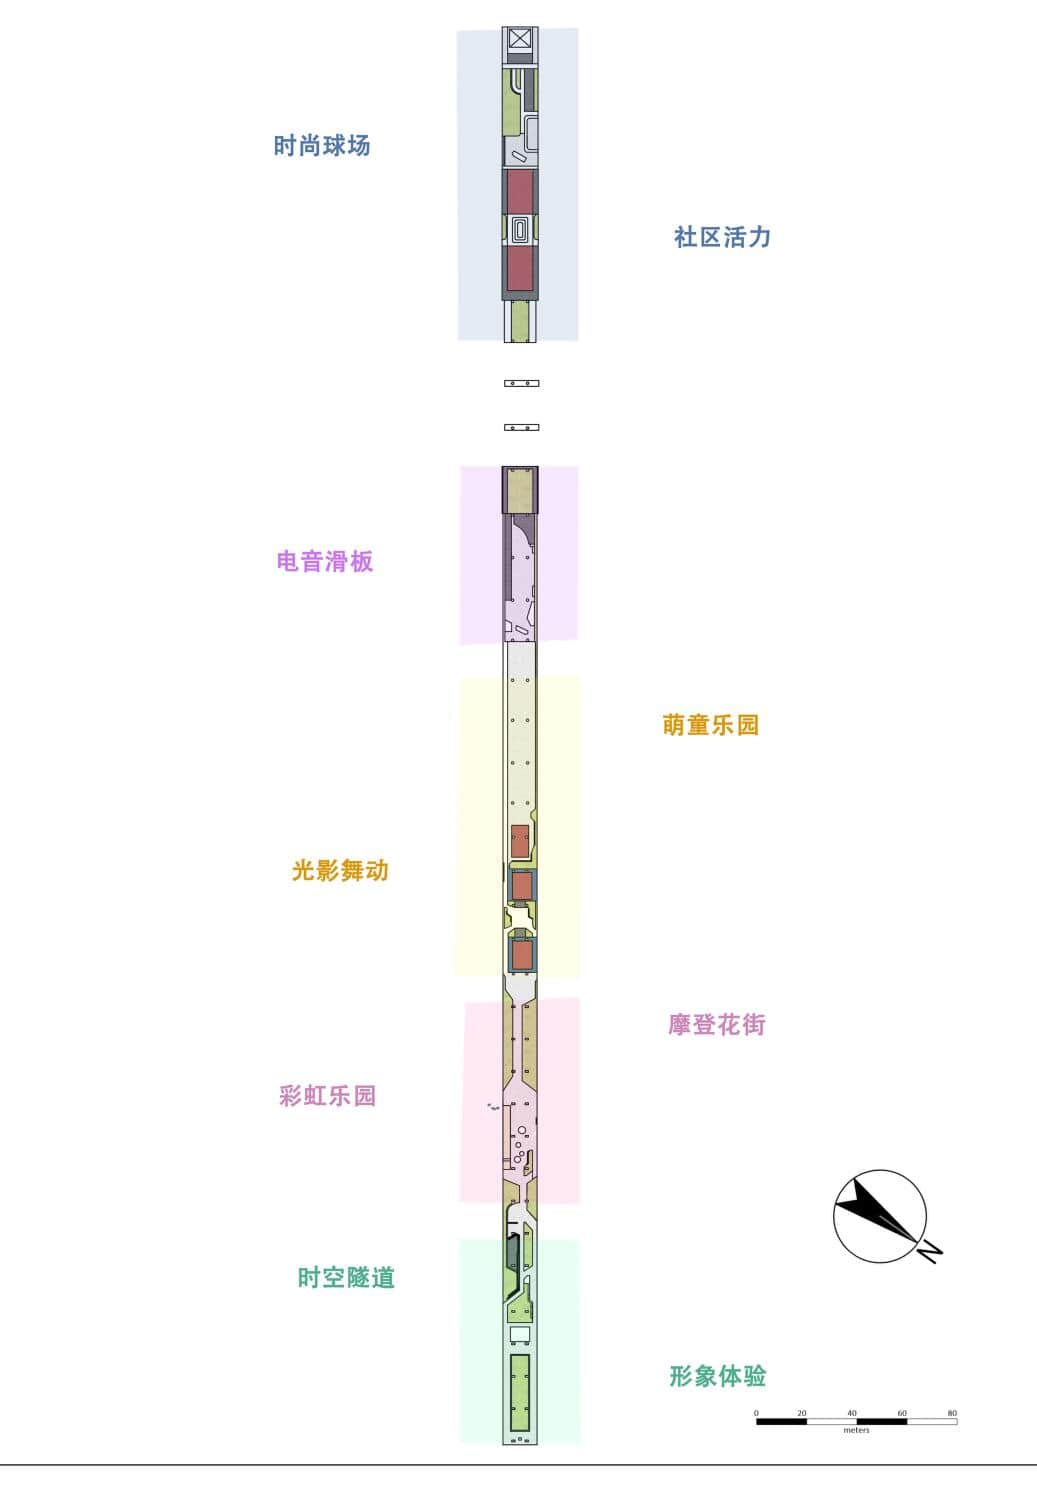 时尚球场
社区活力
电音滑板
萌童乐园
光影舞动
摩登花街
彩虹乐园
N
时空隧道
形象体验
0 20 40 60 80
meters